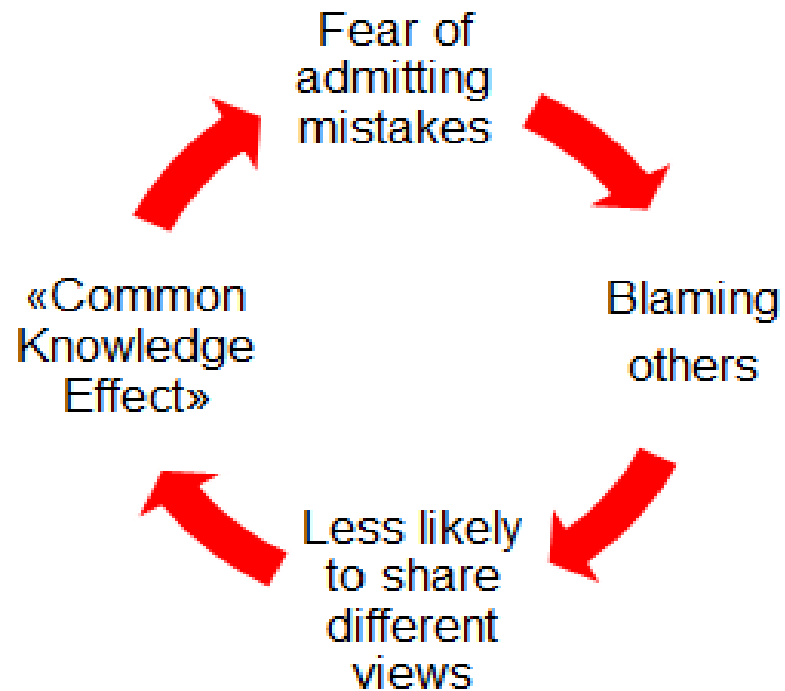 Fear of
admitting
mistakes
Blaming
others
Less likely
to share
different
views
«Common
Knowledge
Effect»